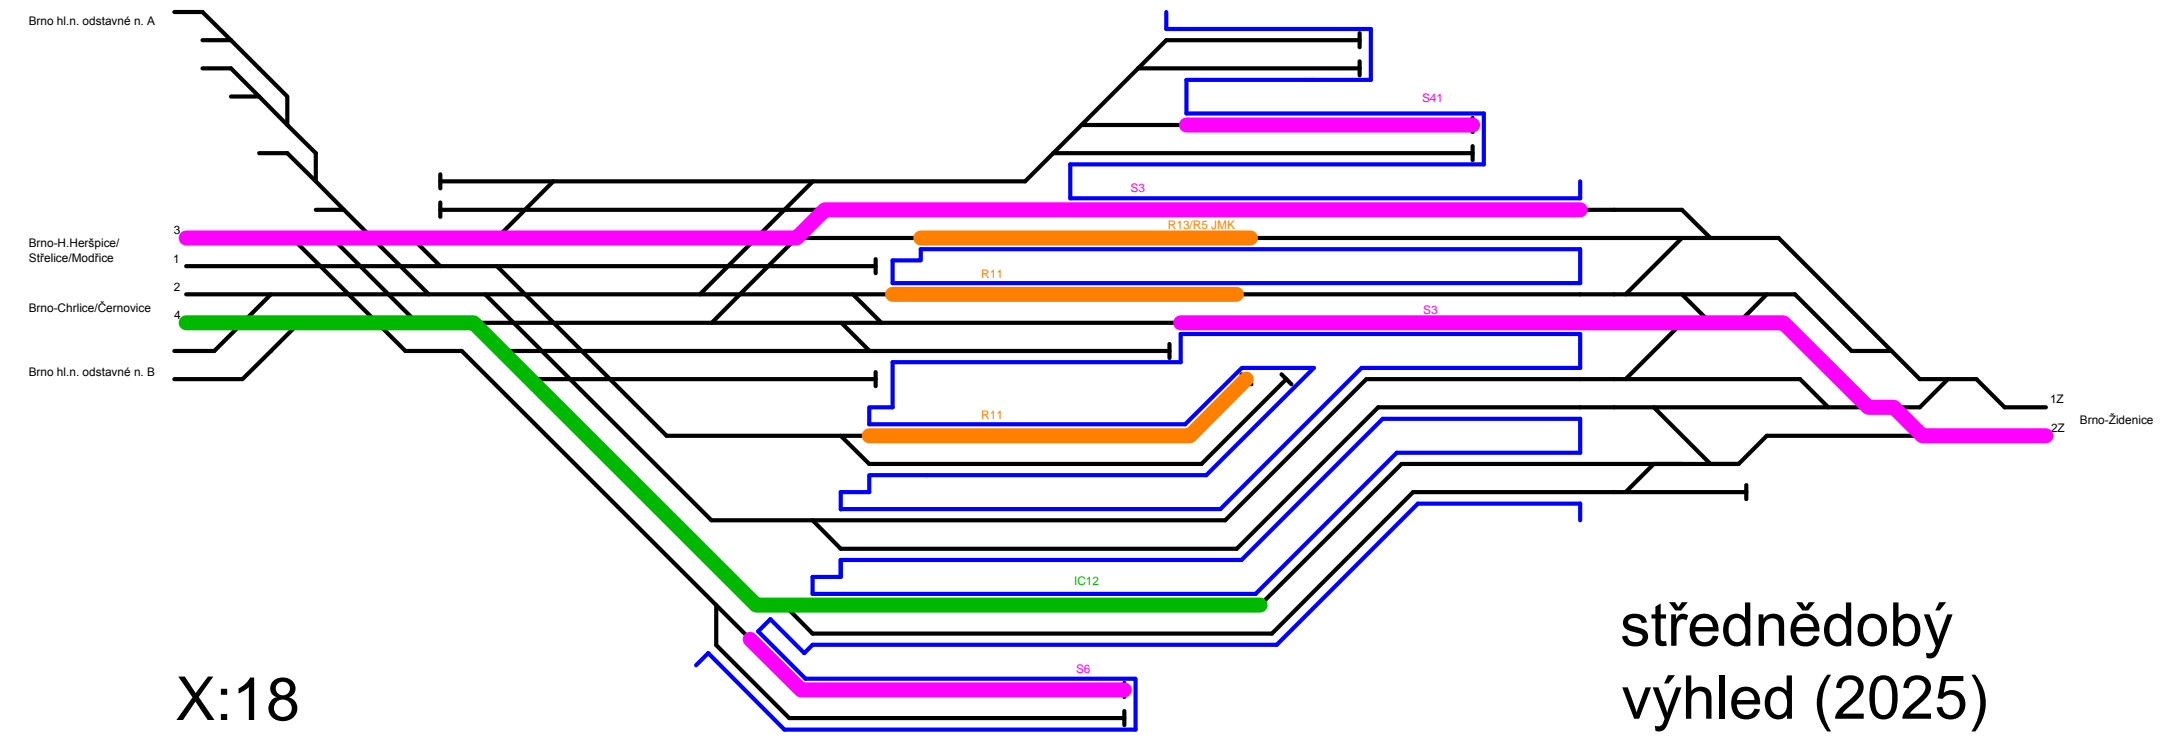 Brno hl.n. odstavné n. A
S41
S3
3
R13/R5 JMK
Brno-H.Heršpice/
Střelice/Modřice
1
R11
2
Brno-Chrlice/Černovice
4
S3
Brno hl.n. odstavné n. B
1Z
R11
Brno-Židenice
2Z
IC12
S6
X:18
střednědobý
výhled (2025)